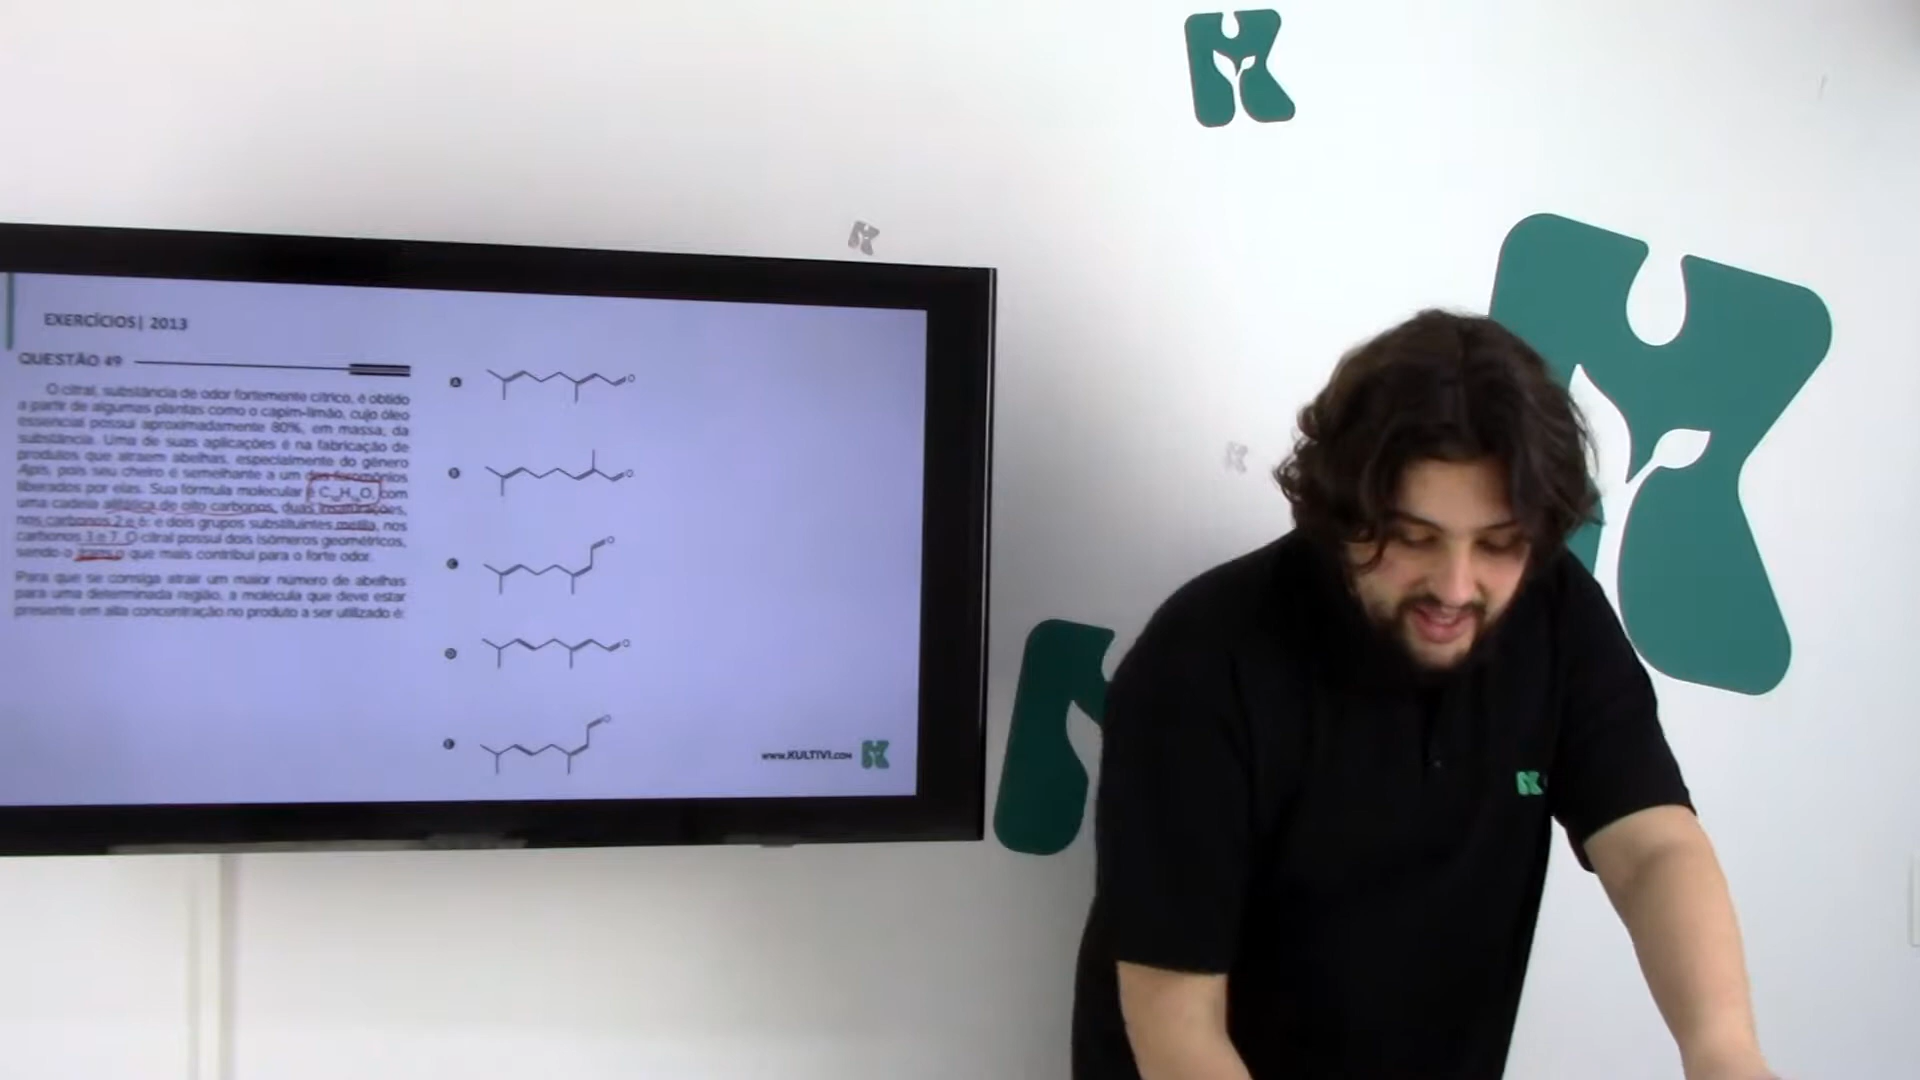 EXERCÍCIOS| 2013
QUESTÃO 49
O citral, substância de odor fortemente cítrico, é obtido
a partir de algumas plantas como o capim-limão, cujo óleo
essencial possui aproximadamente 80%, em massa, da
substância. Uma de suas aplicações é na fabricação de
produtos que atraem abelhas, especialmente do gênero
Apis, pois seu cheiro é semelhante a um dos feromônios
liberados por elas. Sua fórmula molecular é C₁₀H₁₆O, com
uma cadeia alifática de oito carbonos, duas insaturações,
nos carbonos 2 e 6; e dois grupos substituintes metila, nos
carbonos 3 e 7. O citral possui dois isômeros geométricos,
sendo o trans o que mais contribui para o forte odor.
Para que se consiga atrair um maior número de abelhas
para uma determinada região, a molécula que deve estar
presente em alta concentração no produto a ser utilizado é:
A
O
B
O
C
O
D
O
E
O
WWW.KULTIVI.COM